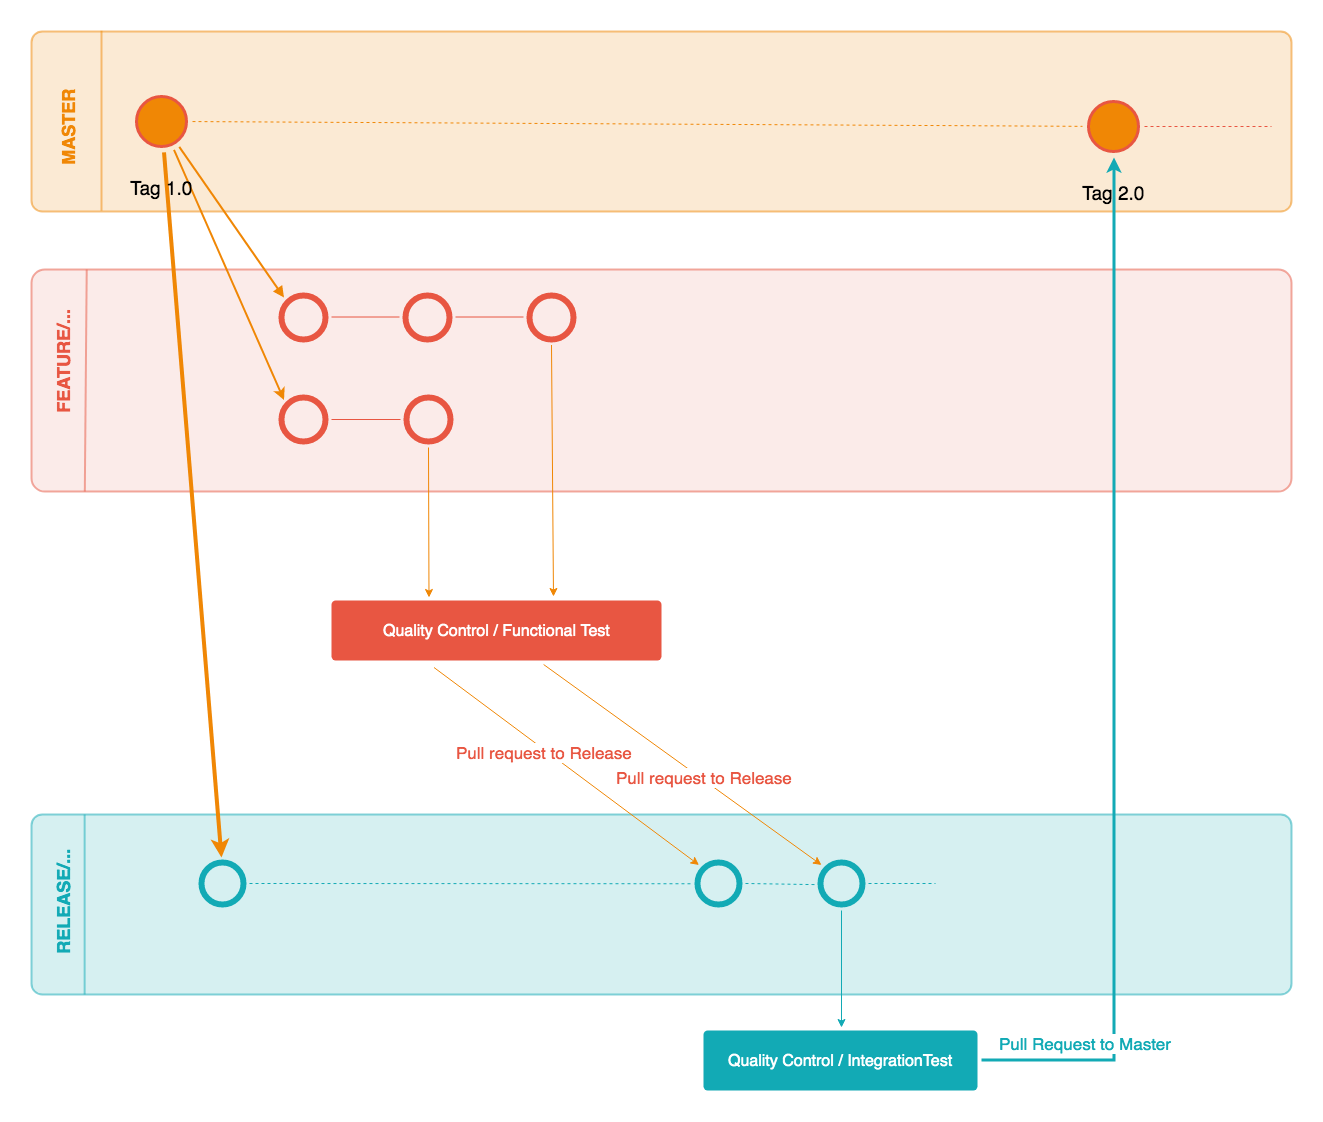 MASTER
Tag 1.0
Tag 2.0
FEATURE/...
Quality Control / Functional Test
Pull request to Release
Pull request to Release
RELEASE/...
Pull Request to Master
Quality Control / IntegrationTest